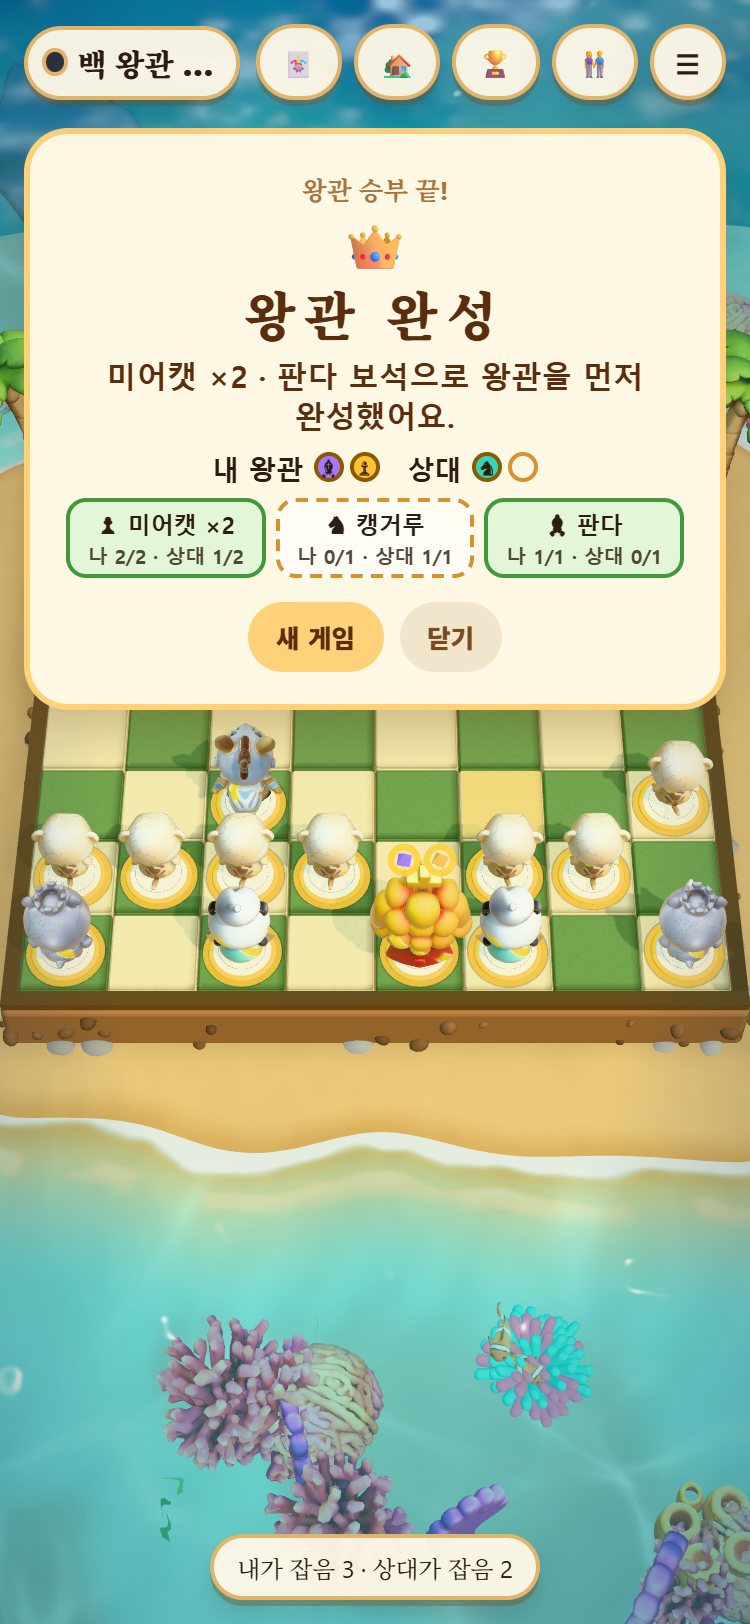 백 왕관 ...
왕관 승부 끝!
왕관 완성
미어캣 ×2 · 판다 보석으로 왕관을 먼저
완성했어요.
내 왕관 상대
미어캣 ×2
나 2/2 · 상대 1/2
캥거루
나 0/1 · 상대 1/1
판다
나 1/1 · 상대 0/1
새 게임 닫기
내가 잡음 3 · 상대가 잡음 2